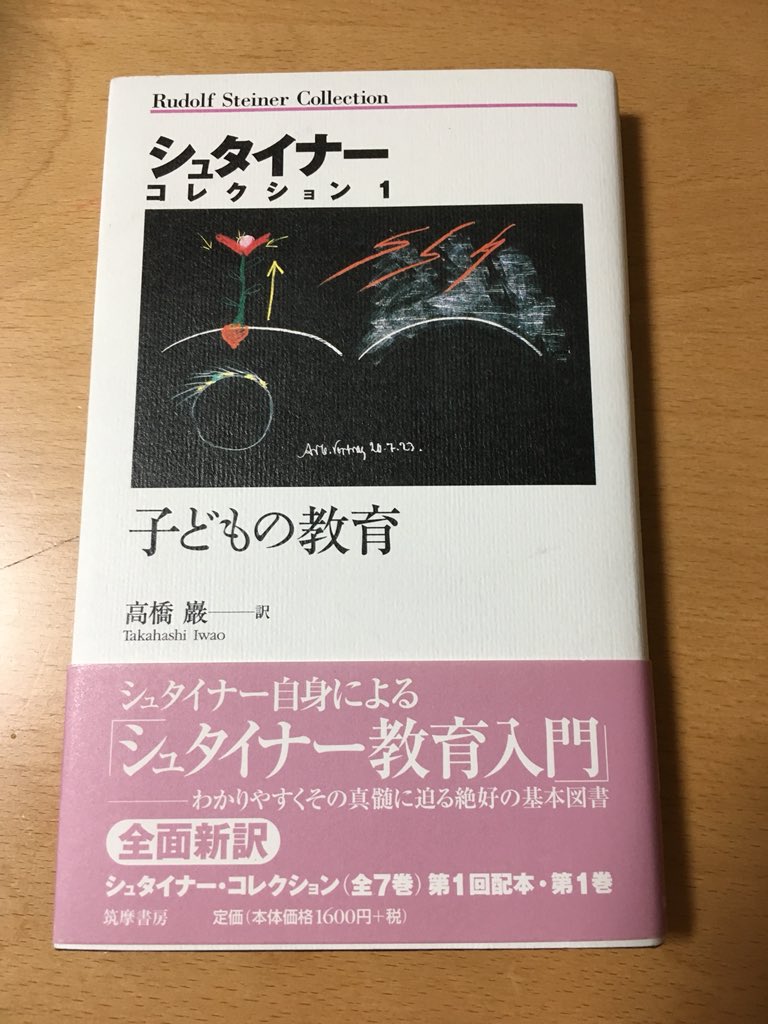 Rudolf Steiner Collection
シュタイナー
コレクション 1
Arb. Vortrag 20.7.23.
子どもの教育
高橋 巖──訳
Takahashi Iwao
シュタイナー自身による
「シュタイナー教育入門」
──わかりやすくその真髄に迫る絶好の基本図書
全面新訳
シュタイナー・コレクション(全7巻) 第1回配本・第1巻
筑摩書房 定価(本体価格1600円+税)